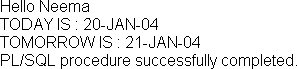 Hello Neema
TODAY IS : 20-JAN-04
TOMORROW IS : 21-JAN-04
PL/SQL procedure successfully completed.